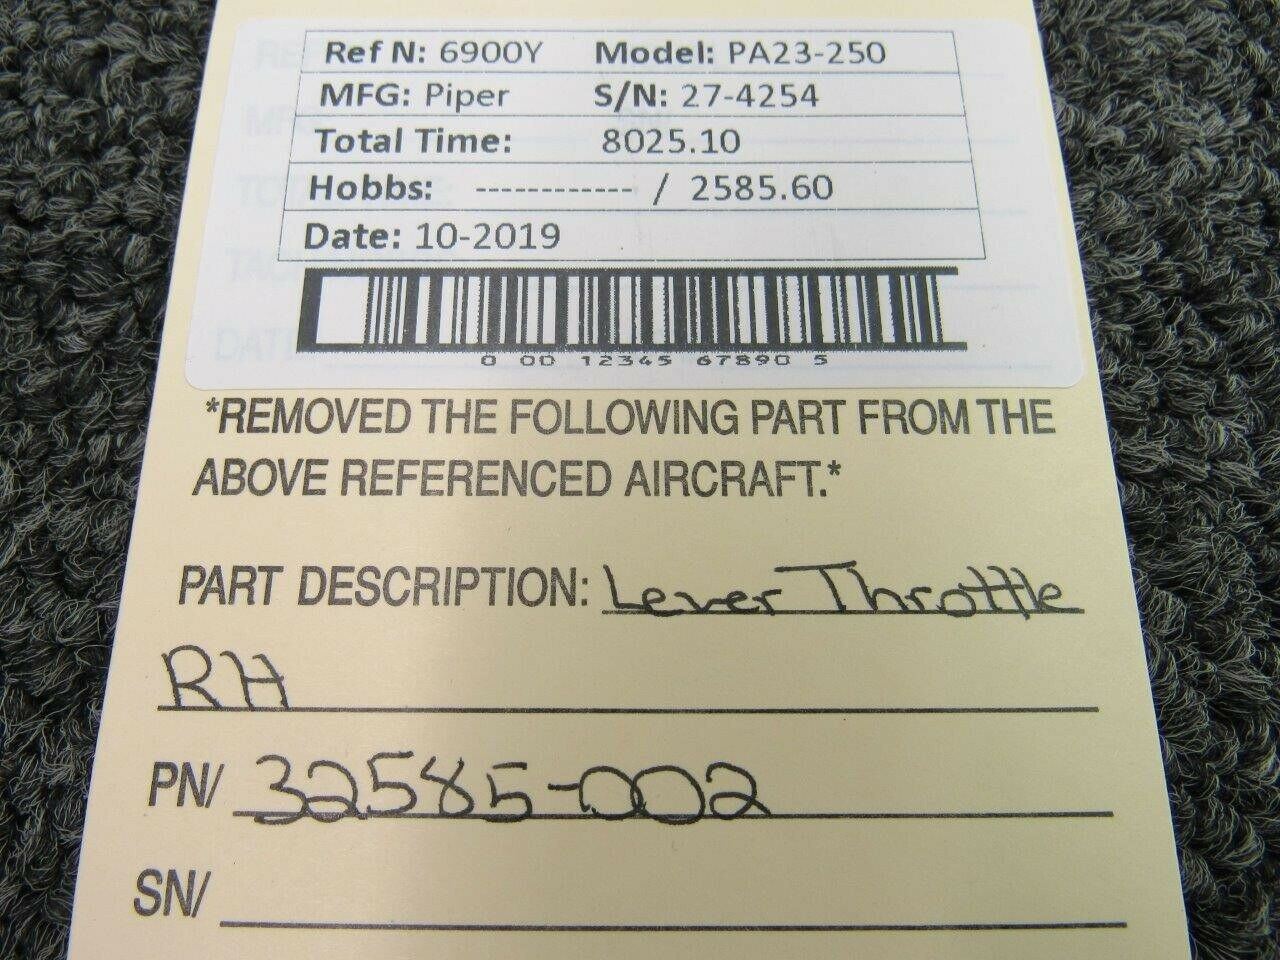 Ref N: 6900Y Model: PA23-250
MFG: Piper S/N: 27-4254
Total Time: 8025.10
Hobbs: ------------ / 2585.60
Date: 10-2019
0 00 12345 67890 5
*REMOVED THE FOLLOWING PART FROM THE
ABOVE REFERENCED AIRCRAFT.*
PART DESCRIPTION: Lever Throttle
RH
PN/ 32585-002
SN/